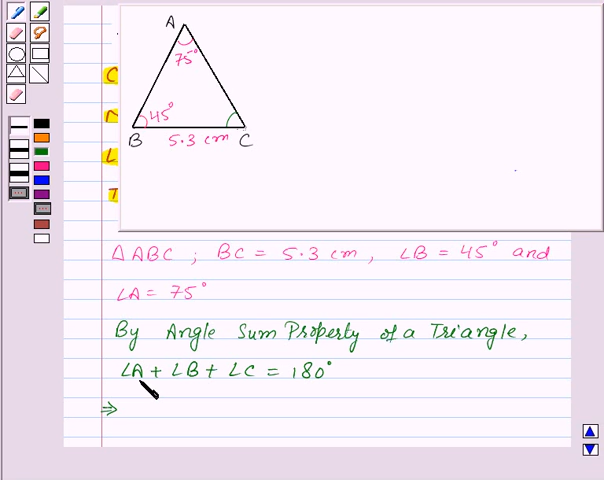 A
75°
45°
B 5.3 cm C
ΔABC ; BC = 5.3 cm, ∠B = 45° and
∠A = 75°
By Angle Sum Property of a Triangle,
∠A + ∠B + ∠C = 180°
⇒